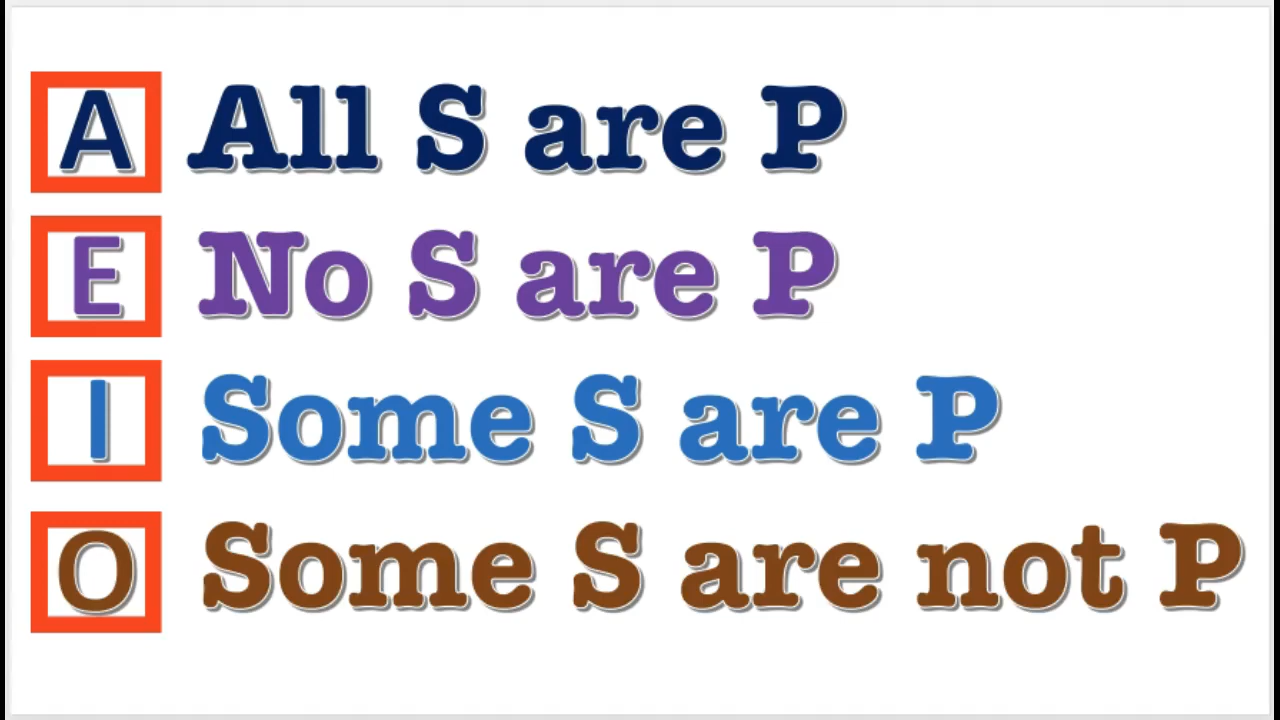 A All S are P
E No S are P
I Some S are P
O Some S are not P